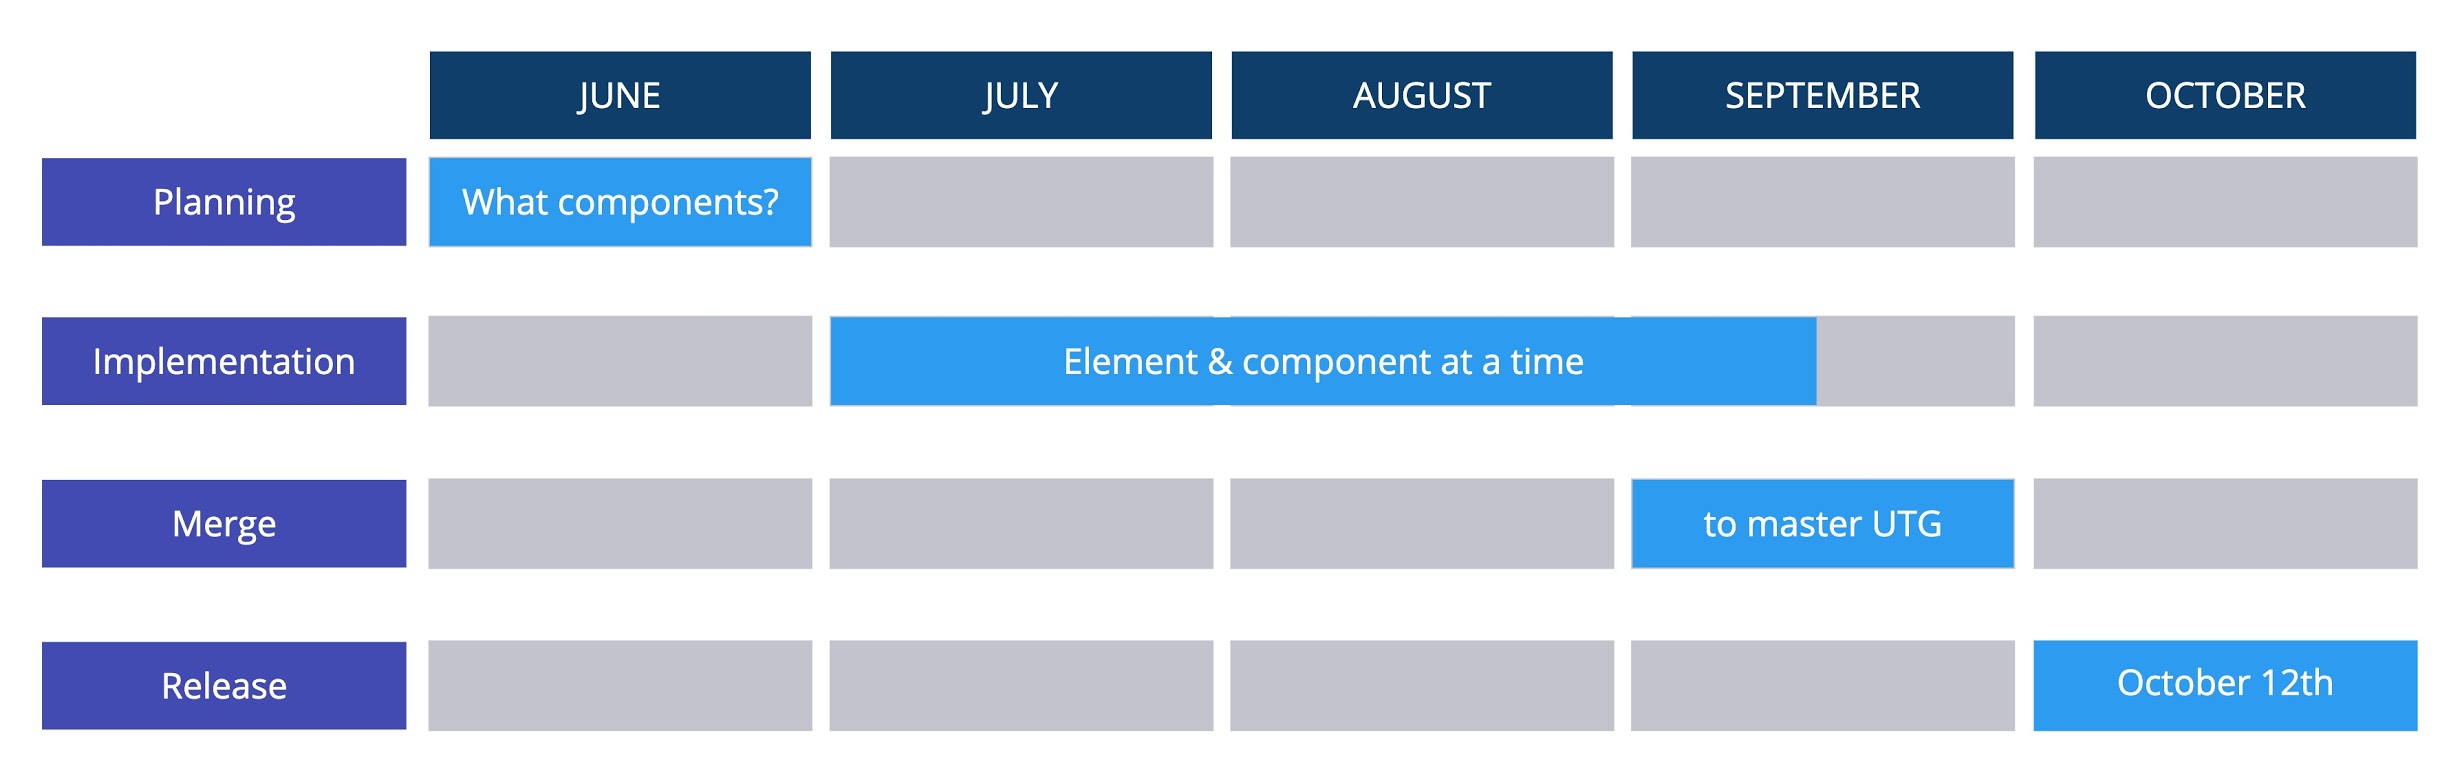 JUNE
JULY
AUGUST
SEPTEMBER
OCTOBER
Planning
What components?
Implementation
Element & component at a time
Merge
to master UTG
Release
October 12th